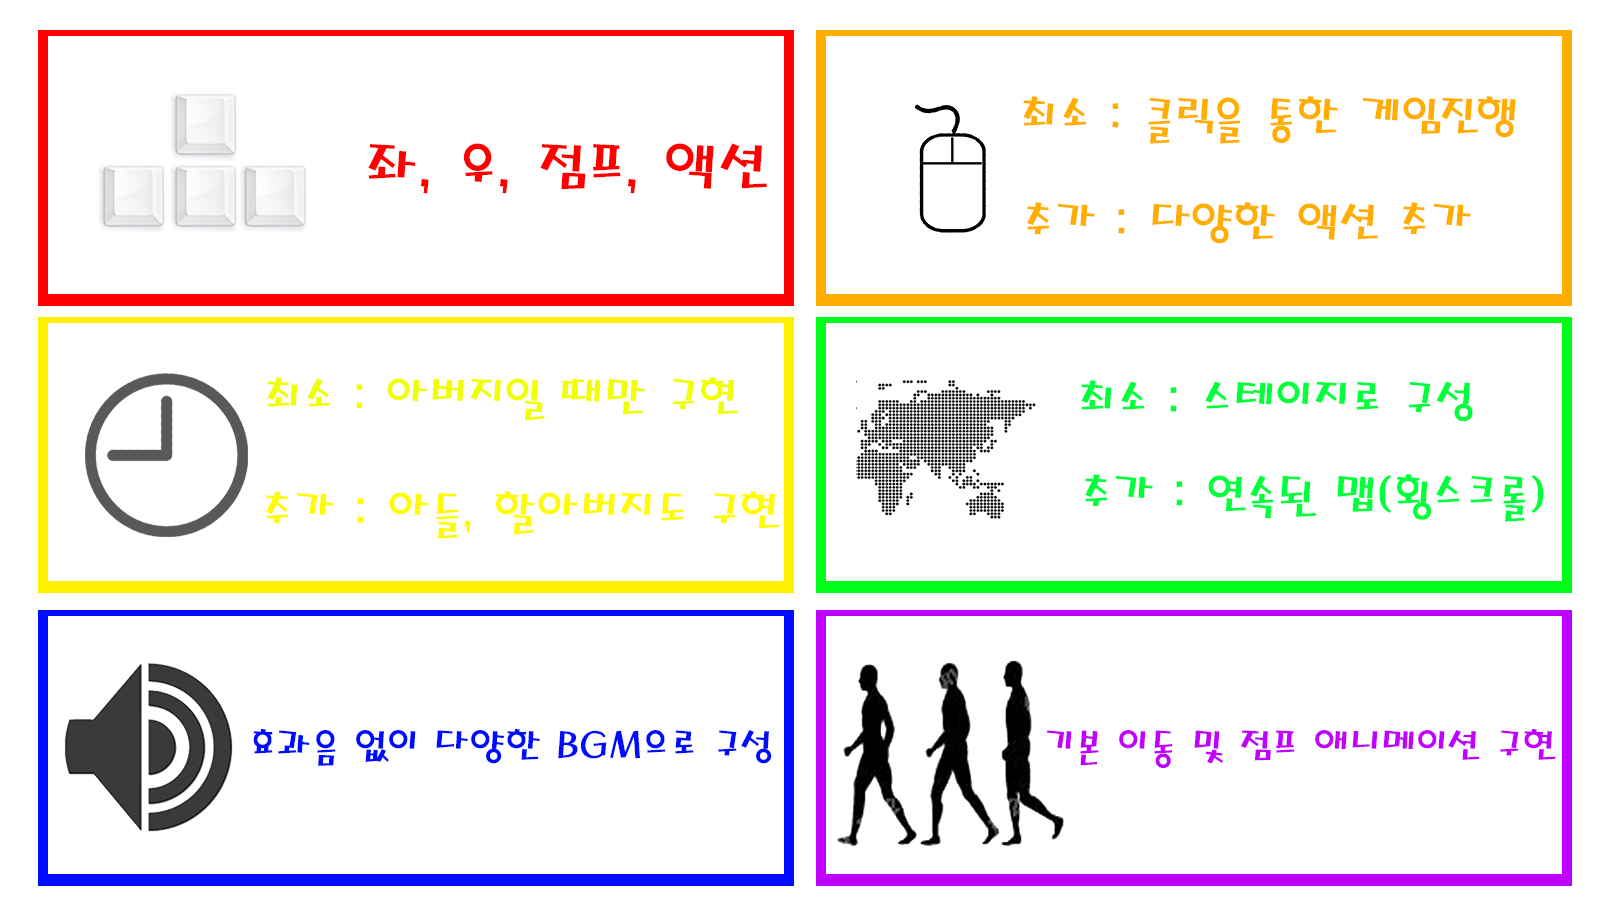 좌, 우, 점프, 액션
최소 : 클릭을 통한 게임진행
추가 : 다양한 액션 추가
최소 : 아버지일 때만 구현
추가 : 아들, 할아버지도 구현
최소 : 스테이지로 구성
추가 : 연속된 맵(횡스크롤)
효과음 없이 다양한 BGM으로 구성
기본 이동 및 점프 애니메이션 구현